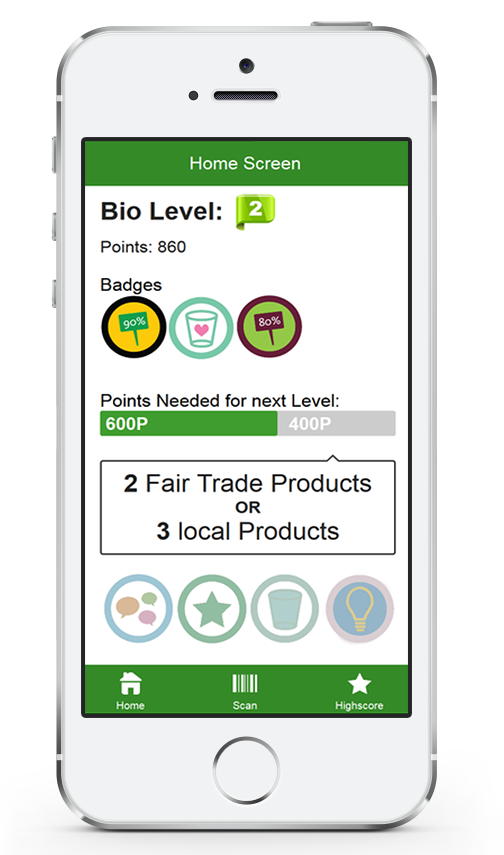 Home Screen
Bio Level: 2
Points: 860
Badges
90%
80%
Points Needed for next Level:
600P 400P
2 Fair Trade Products
OR
3 local Products
Home Scan Highscore